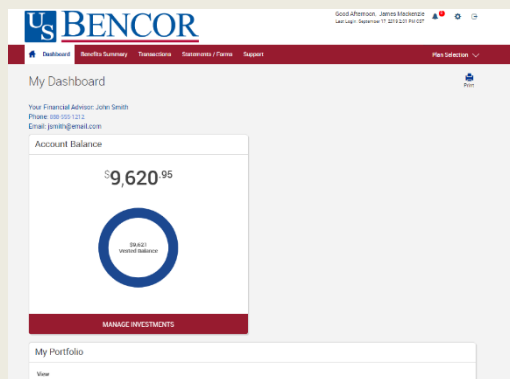 US BENCOR
Good Afternoon, James Mackenzie
Last Login: September 17, 2019 2:31 PM CDT
Dashboard Benefits Summary Transactions Statements / Forms Support Plan Selection
My Dashboard
Print
Your Financial Advisor: John Smith
Phone: 888-555-1212
Email: jsmith@email.com
Account Balance
$9,620.95
$9,621
Vested Balance
MANAGE INVESTMENTS
My Portfolio
View